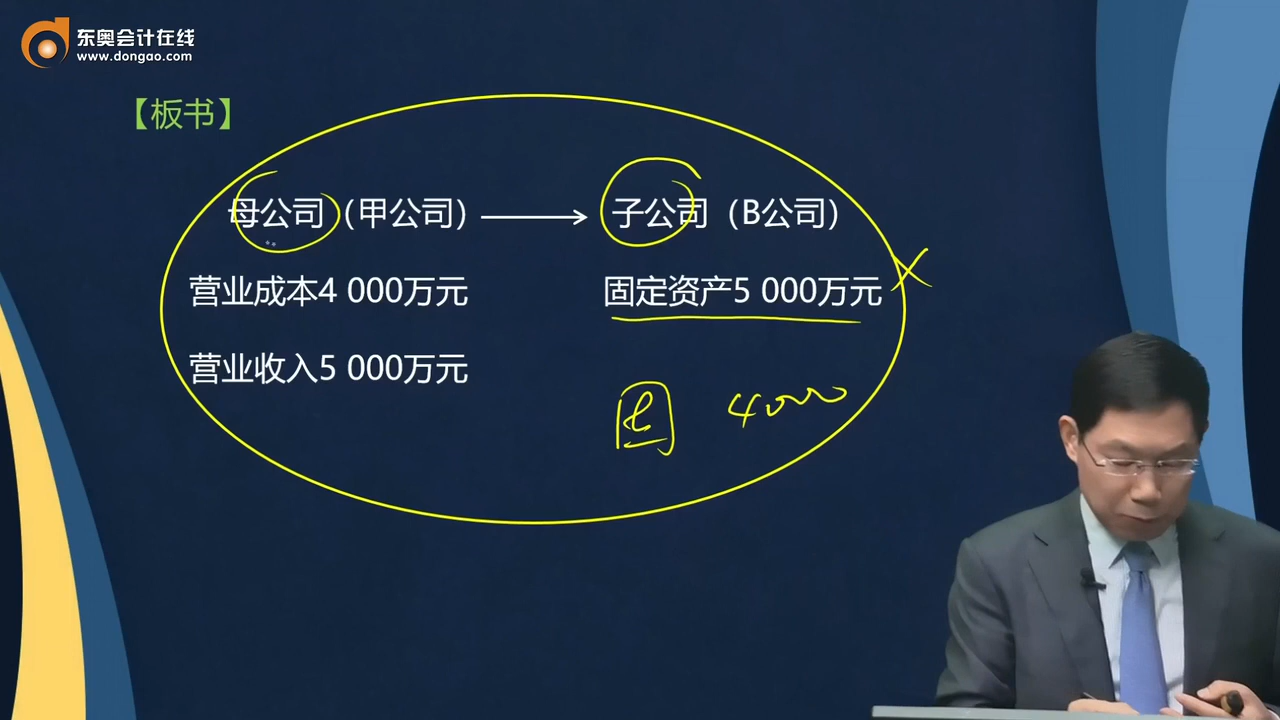 东奥会计在线
www.dongao.com
【板书】
母公司（甲公司） 子公司（B公司）
营业成本4 000万元 固定资产5 000万元
营业收入5 000万元
固 4000